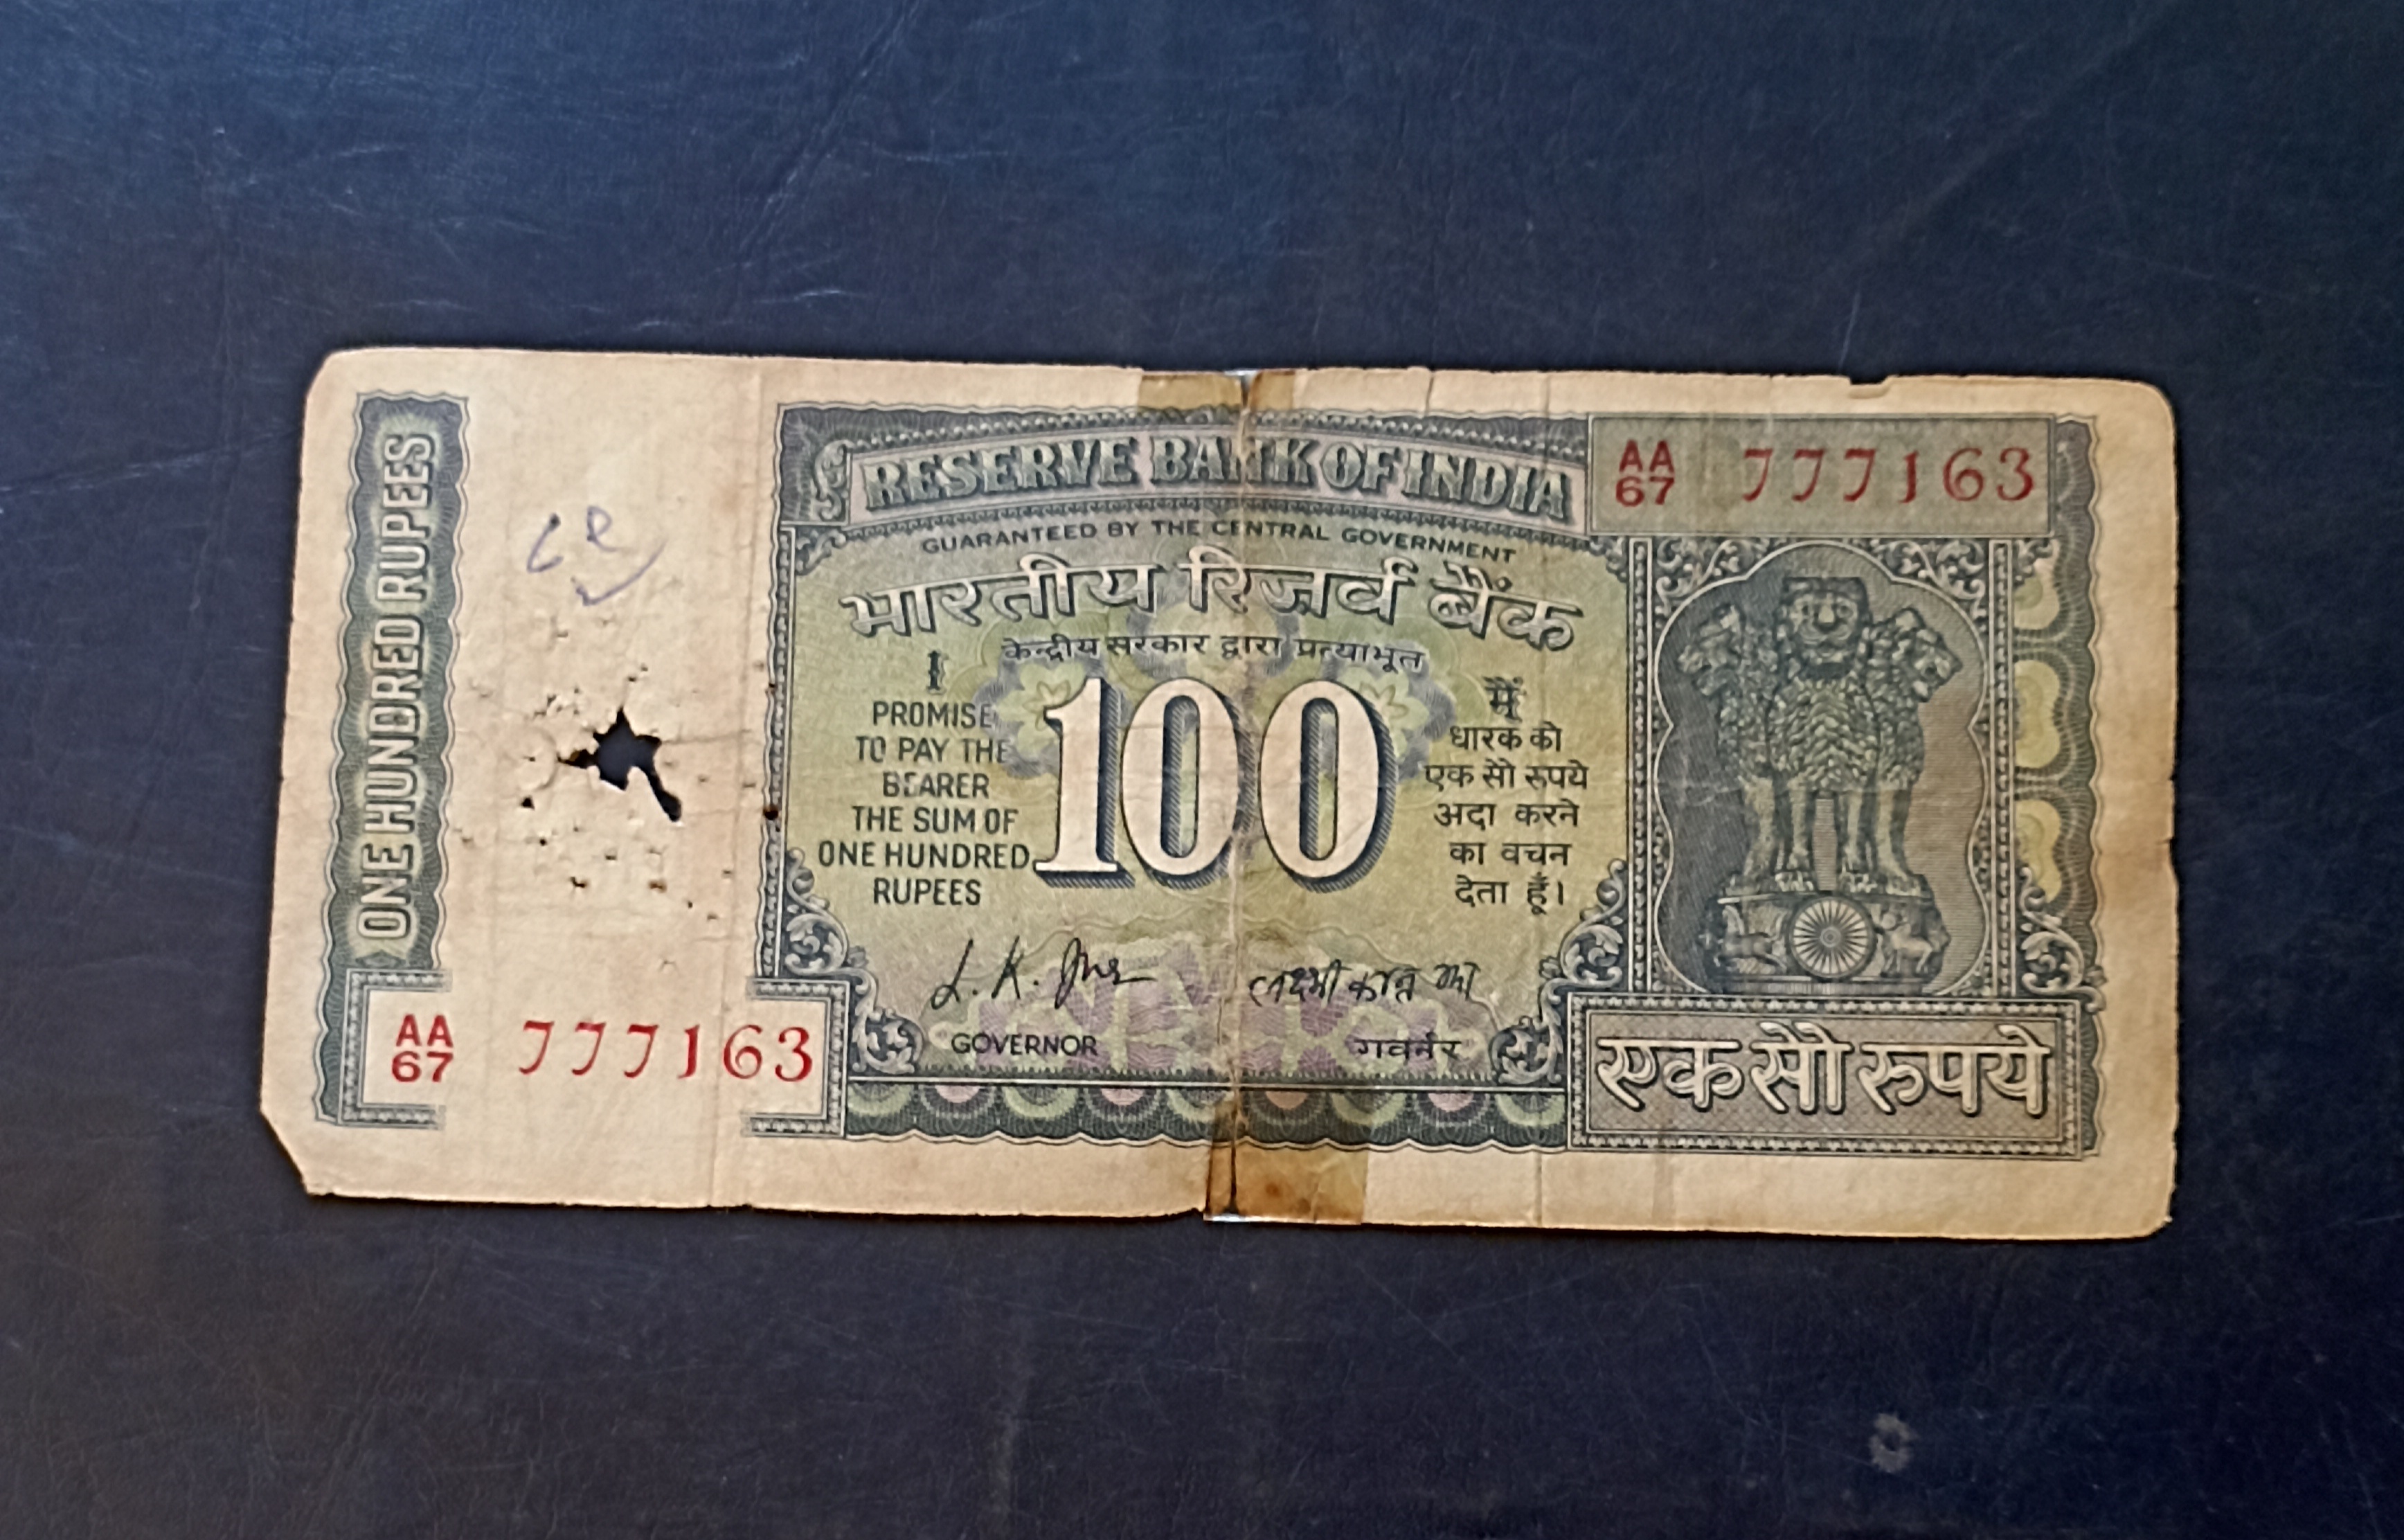 RESERVE BANK OF INDIA
AA
67 777163
GUARANTEED BY THE CENTRAL GOVERNMENT
भारतीय रिज़र्व बैंक
केन्द्रीय सरकार द्वारा प्रत्याभूत
ONE HUNDRED RUPEES
I
PROMISE
TO PAY THE
BEARER
THE SUM OF
ONE HUNDRED
RUPEES
100
मैं
धारक को
एक सौ रुपये
अदा करने
का वचन
देता हूँ।
L. K. Jha
लक्ष्मी कान्त झा
GOVERNOR
गवर्नर
AA
67 777163
एक सौ रुपये